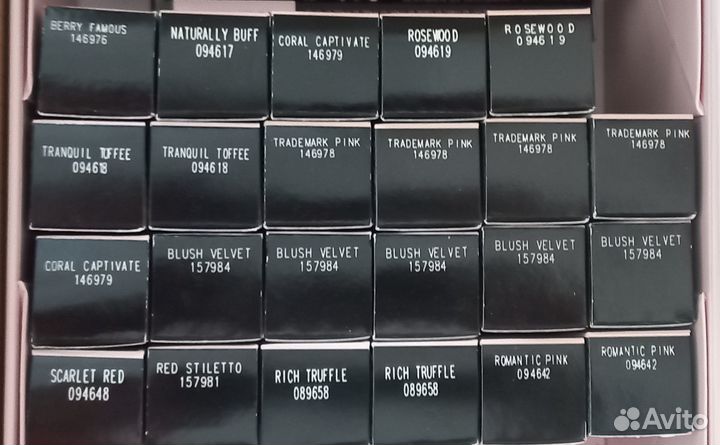 BERRY FAMOUS
146976
NATURALLY BUFF
094617
CORAL CAPTIVATE
146979
ROSEWOOD
094619
ROSEWOOD
094619
TRANQUIL TOFFEE
094618
TRANQUIL TOFFEE
094618
TRADEMARK PINK
146978
TRADEMARK PINK
146978
TRADEMARK PINK
146978
TRADEMARK PINK
146978
CORAL CAPTIVATE
146979
BLUSH VELVET
157984
BLUSH VELVET
157984
BLUSH VELVET
157984
BLUSH VELVET
157984
BLUSH VELVET
157984
SCARLET RED
094648
RED STILETTO
157981
RICH TRUFFLE
089658
RICH TRUFFLE
089658
ROMANTIC PINK
094642
ROMANTIC PINK
094642
Avito